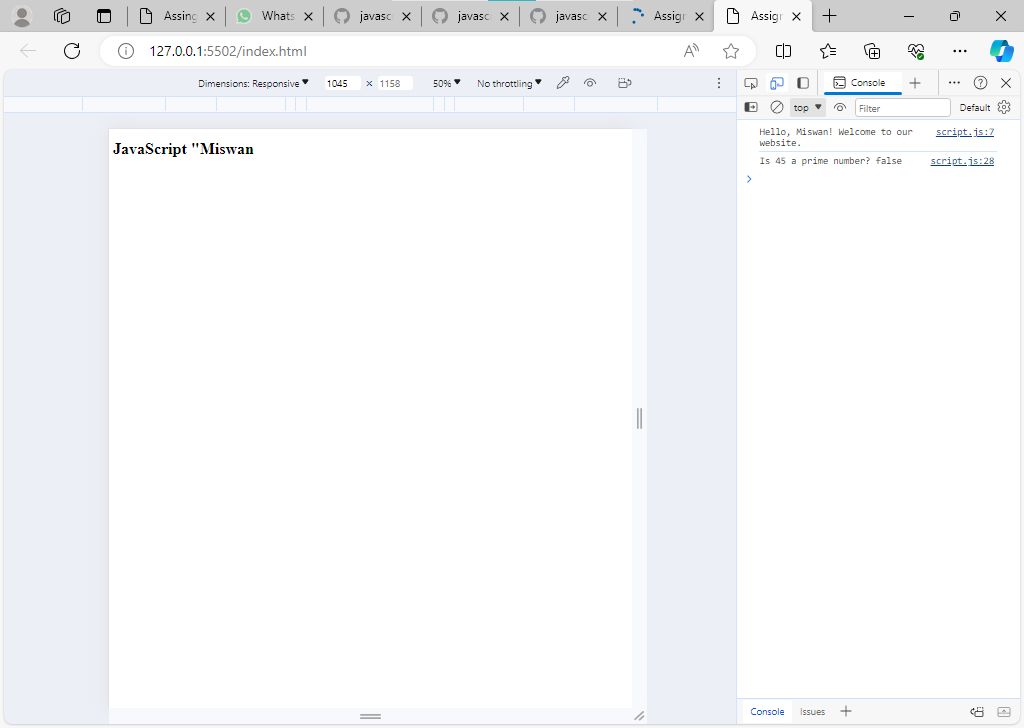 Assing
Whats
javasc
javasc
javasc
Assign
Assign
127.0.0.1:5502/index.html
Dimensions: Responsive
1045
×
1158
50%
No throttling
Console
top
Filter
Default
Hello, Miswan! Welcome to our
website.
script.js:7
Is 45 a prime number? false
script.js:28
JavaScript "Miswan
Console
Issues